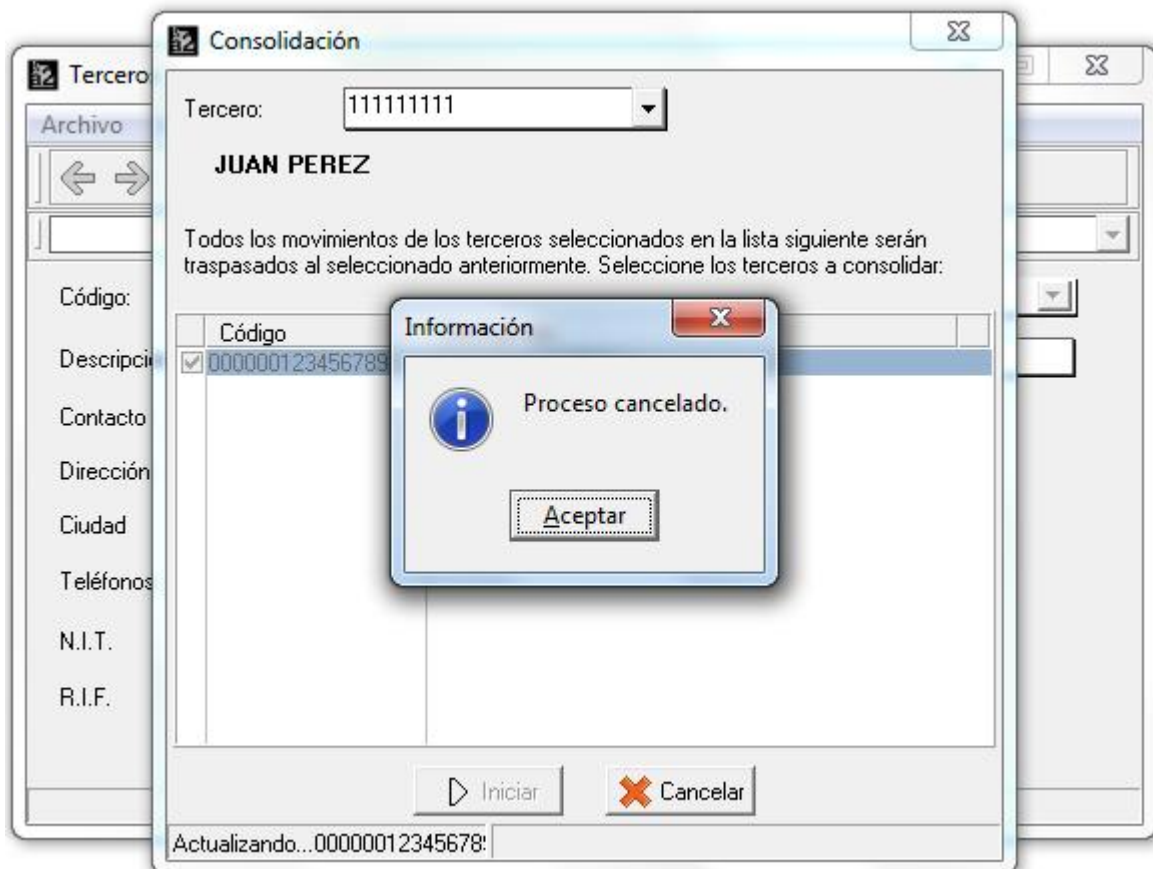 Consolidación
Tercero
Archivo
Tercero: 111111111
JUAN PEREZ
Todos los movimientos de los terceros seleccionados en la lista siguiente serán
traspasados al seleccionado anteriormente. Seleccione los terceros a consolidar:
Código:
Descripci
Contacto
Dirección
Ciudad
Teléfonos
N.I.T.
R.I.F.
Código
000000123456789
Información
Proceso cancelado.
Aceptar
Iniciar
Cancelar
Actualizando...00000012345678